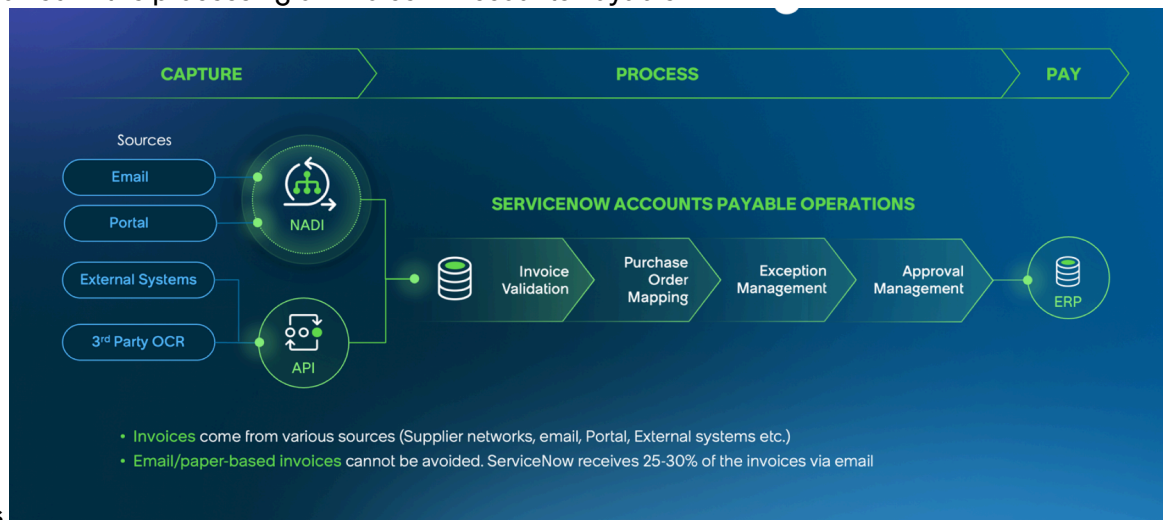 CAPTURE
PROCESS
PAY
Sources
Email
Portal
External Systems
3rd Party OCR
NADI
API
SERVICENOW ACCOUNTS PAYABLE OPERATIONS
Invoice
Validation
Purchase
Order
Mapping
Exception
Management
Approval
Management
ERP
• Invoices come from various sources (Supplier networks, email, Portal, External systems etc.)
• Email/paper-based invoices cannot be avoided. ServiceNow receives 25-30% of the invoices via email